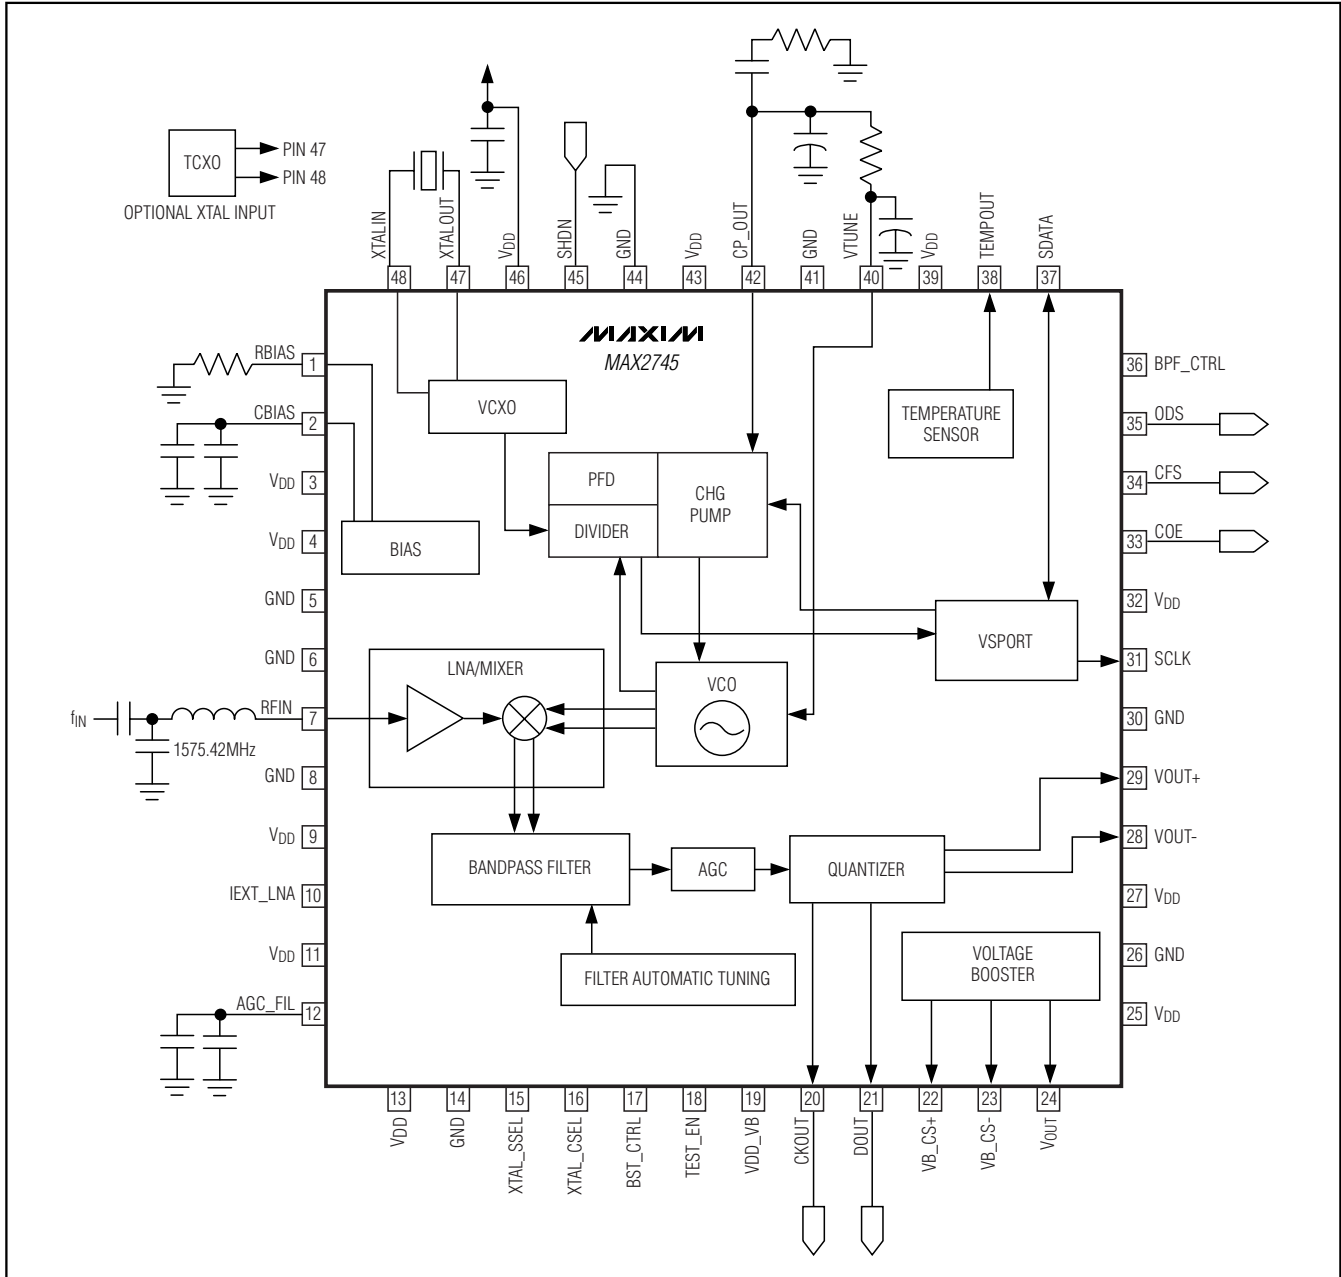 TCXO
PIN 47
PIN 48
OPTIONAL XTAL INPUT
XTALIN
XTALOUT
VDD
SHDN
GND
VDD
CP_OUT
GND
VTUNE
VDD
TEMPOUT
SDATA
48
47
46
45
44
43
42
41
40
39
38
37
MAXIM
MAX2745
RBIAS
1
CBIAS
2
VDD
3
VDD
4
GND
5
GND
6
fIN
RFIN
7
1575.42MHz
GND
8
VDD
9
IEXT_LNA
10
VDD
11
AGC_FIL
12
VCXO
BIAS
PFD
DIVIDER
CHG
PUMP
TEMPERATURE
SENSOR
VSPORT
LNA/MIXER
VCO
BANDPASS FILTER
AGC
QUANTIZER
FILTER AUTOMATIC TUNING
VOLTAGE
BOOSTER
36
BPF_CTRL
35
ODS
34
CFS
33
COE
32
VDD
31
SCLK
30
GND
29
VOUT+
28
VOUT-
27
VDD
26
GND
25
VDD
13
14
15
16
17
18
19
20
21
22
23
24
VDD
GND
XTAL_SSEL
XTAL_CSEL
BST_CTRL
TEST_EN
VDD_VB
CKOUT
DOUT
VB_CS+
VB_CS-
VOUT